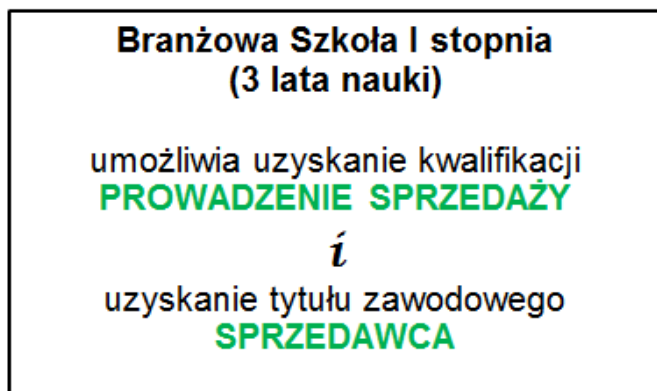 Branżowa Szkoła I stopnia
(3 lata nauki)
umożliwia uzyskanie kwalifikacji
PROWADZENIE SPRZEDAŻY
i
uzyskanie tytułu zawodowego
SPRZEDAWCA